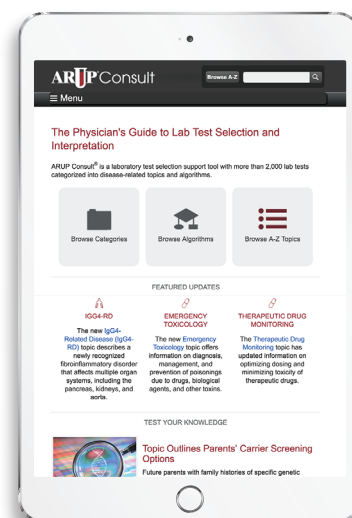 ARUP Consult
Browse A-Z
≡ Menu
The Physician's Guide to Lab Test Selection and
Interpretation
ARUP Consult® is a laboratory test selection support tool with more than 2,000 lab tests
categorized into disease-related topics and algorithms.
Browse Categories
Browse Algorithms
Browse A-Z Topics
FEATURED UPDATES
IGG4-RD
The new IgG4-
Related Disease (IgG4-
RD) topic describes a
newly recognized
fibroinflammatory disorder
that affects multiple organ
systems, including the
pancreas, kidneys, and
aorta.
EMERGENCY
TOXICOLOGY
The new Emergency
Toxicology topic offers
information on diagnosis,
management, and
prevention of poisonings
due to drugs, biological
agents, and other toxins.
THERAPEUTIC DRUG
MONITORING
The Therapeutic Drug
Monitoring topic has
updated information on
optimizing dosing and
minimizing toxicity of
therapeutic drugs.
TEST YOUR KNOWLEDGE
Topic Outlines Parents' Carrier Screening
Options
Future parents with family histories of specific genetic